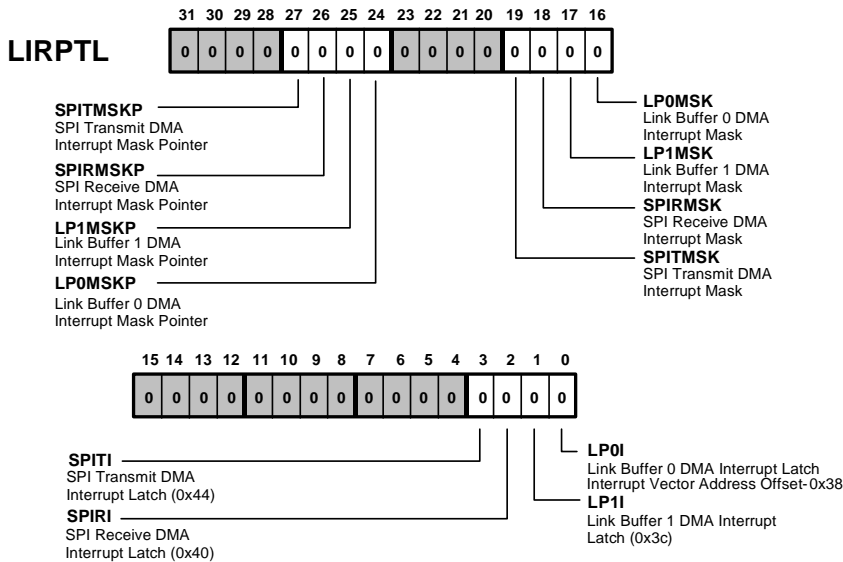 31 30 29 28 27 26 25 24 23 22 21 20 19 18 17 16
LIRPTL
0 0 0 0 0 0 0 0 0 0 0 0 0 0 0 0
SPITMSKP
SPI Transmit DMA
Interrupt Mask Pointer
SPIRMSKP
SPI Receive DMA
Interrupt Mask Pointer
LP1MSKP
Link Buffer 1 DMA
Interrupt Mask Pointer
LP0MSKP
Link Buffer 0 DMA
Interrupt Mask Pointer
LP0MSK
Link Buffer 0 DMA
Interrupt Mask
LP1MSK
Link Buffer 1 DMA
Interrupt Mask
SPIRMSK
SPI Receive DMA
Interrupt Mask
SPITMSK
SPI Transmit DMA
Interrupt Mask
15 14 13 12 11 10 9 8 7 6 5 4 3 2 1 0
0 0 0 0 0 0 0 0 0 0 0 0 0 0 0 0
SPITI
SPI Transmit DMA
Interrupt Latch (0x44)
SPIRI
SPI Receive DMA
Interrupt Latch (0x40)
LP0I
Link Buffer 0 DMA Interrupt Latch
Interrupt Vector Address Offset-0x38
LP1I
Link Buffer 1 DMA Interrupt
Latch (0x3c)